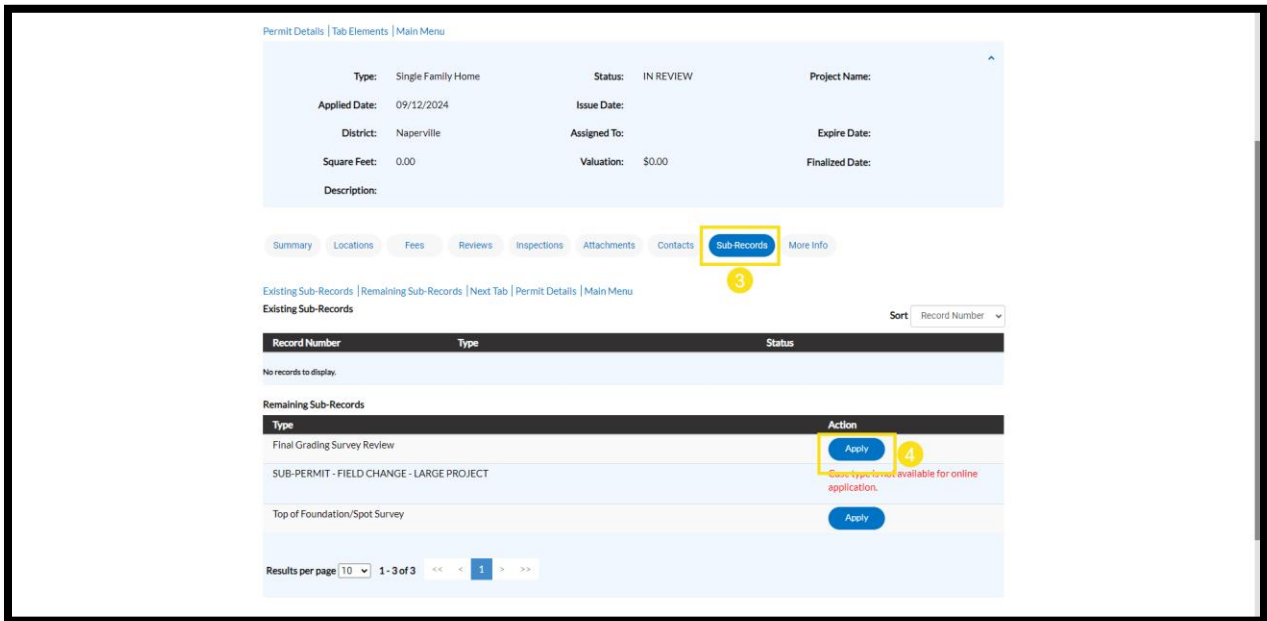 Permit Details | Tab Elements | Main Menu
Type: Single Family Home Status: IN REVIEW Project Name:
Applied Date: 09/12/2024 Issue Date:
District: Naperville Assigned To: Expire Date:
Square Feet: 0.00 Valuation: $0.00 Finalized Date:
Description:
Summary Locations Fees Reviews Inspections Attachments Contacts Sub-Records More Info
3
Existing Sub-Records | Remaining Sub-Records | Next Tab | Permit Details | Main Menu
Existing Sub-Records
Sort Record Number
Record Number Type Status
No records to display.
Remaining Sub-Records
Type Action
Final Grading Survey Review Apply 4
SUB-PERMIT - FIELD CHANGE - LARGE PROJECT Case type is not available for online
application.
Top of Foundation/Spot Survey Apply
Results per page 10 1 - 3 of 3 << < 1 > >>